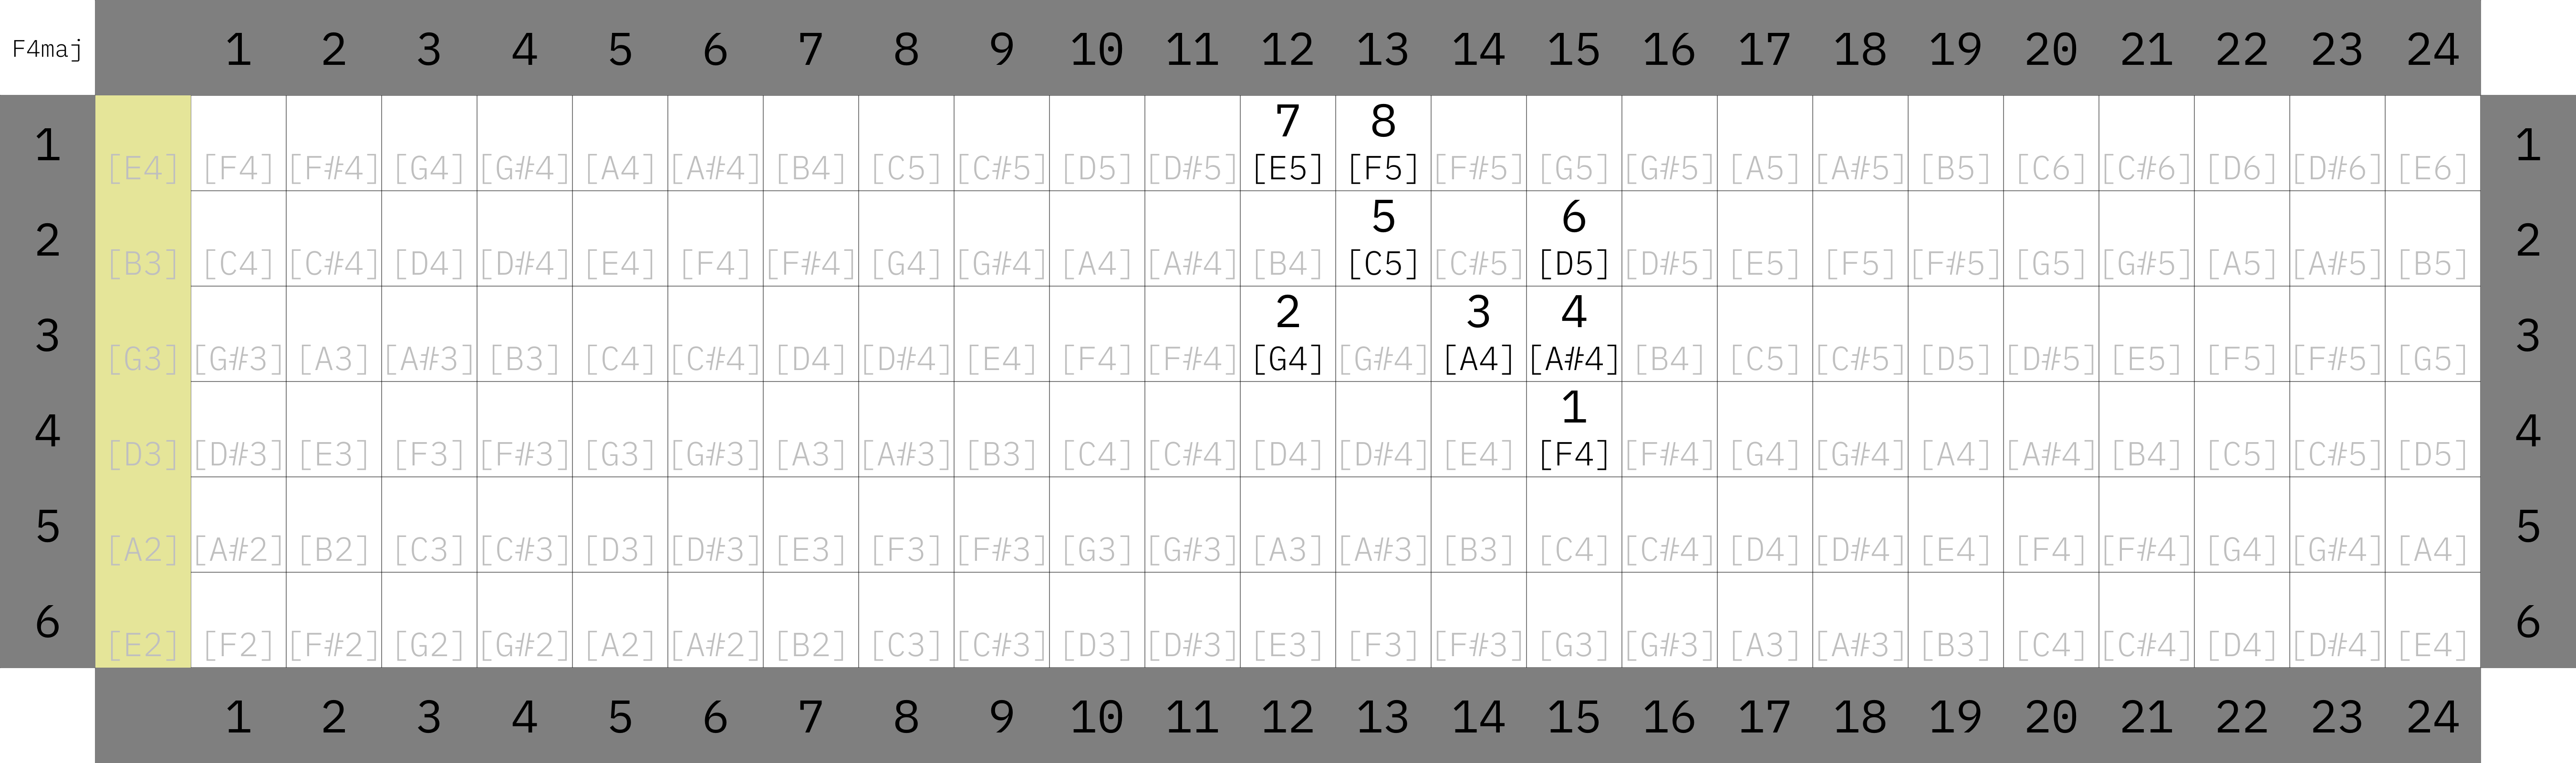 F4maj 1 2 3 4 5 6 7 8 9 10 11 12 13 14 15 16 17 18 19 20 21 22 23 24
7 8
1 [E4] [F4] [F#4] [G4] [G#4] [A4] [A#4] [B4] [C5] [C#5] [D5] [D#5] [E5] [F5] [F#5] [G5] [G#5] [A5] [A#5] [B5] [C6] [C#6] [D6] [D#6] [E6] 1
5 6
2 [B3] [C4] [C#4] [D4] [D#4] [E4] [F4] [F#4] [G4] [G#4] [A4] [A#4] [B4] [C5] [C#5] [D5] [D#5] [E5] [F5] [F#5] [G5] [G#5] [A5] [A#5] [B5] 2
2 3 4
3 [G3] [G#3] [A3] [A#3] [B3] [C4] [C#4] [D4] [D#4] [E4] [F4] [F#4] [G4] [G#4] [A4] [A#4] [B4] [C5] [C#5] [D5] [D#5] [E5] [F5] [F#5] [G5] 3
1
4 [D3] [D#3] [E3] [F3] [F#3] [G3] [G#3] [A3] [A#3] [B3] [C4] [C#4] [D4] [D#4] [E4] [F4] [F#4] [G4] [G#4] [A4] [A#4] [B4] [C5] [C#5] [D5] 4
5 [A2] [A#2] [B2] [C3] [C#3] [D3] [D#3] [E3] [F3] [F#3] [G3] [G#3] [A3] [A#3] [B3] [C4] [C#4] [D4] [D#4] [E4] [F4] [F#4] [G4] [G#4] [A4] 5
6 [E2] [F2] [F#2] [G2] [G#2] [A2] [A#2] [B2] [C3] [C#3] [D3] [D#3] [E3] [F3] [F#3] [G3] [G#3] [A3] [A#3] [B3] [C4] [C#4] [D4] [D#4] [E4] 6
1 2 3 4 5 6 7 8 9 10 11 12 13 14 15 16 17 18 19 20 21 22 23 24